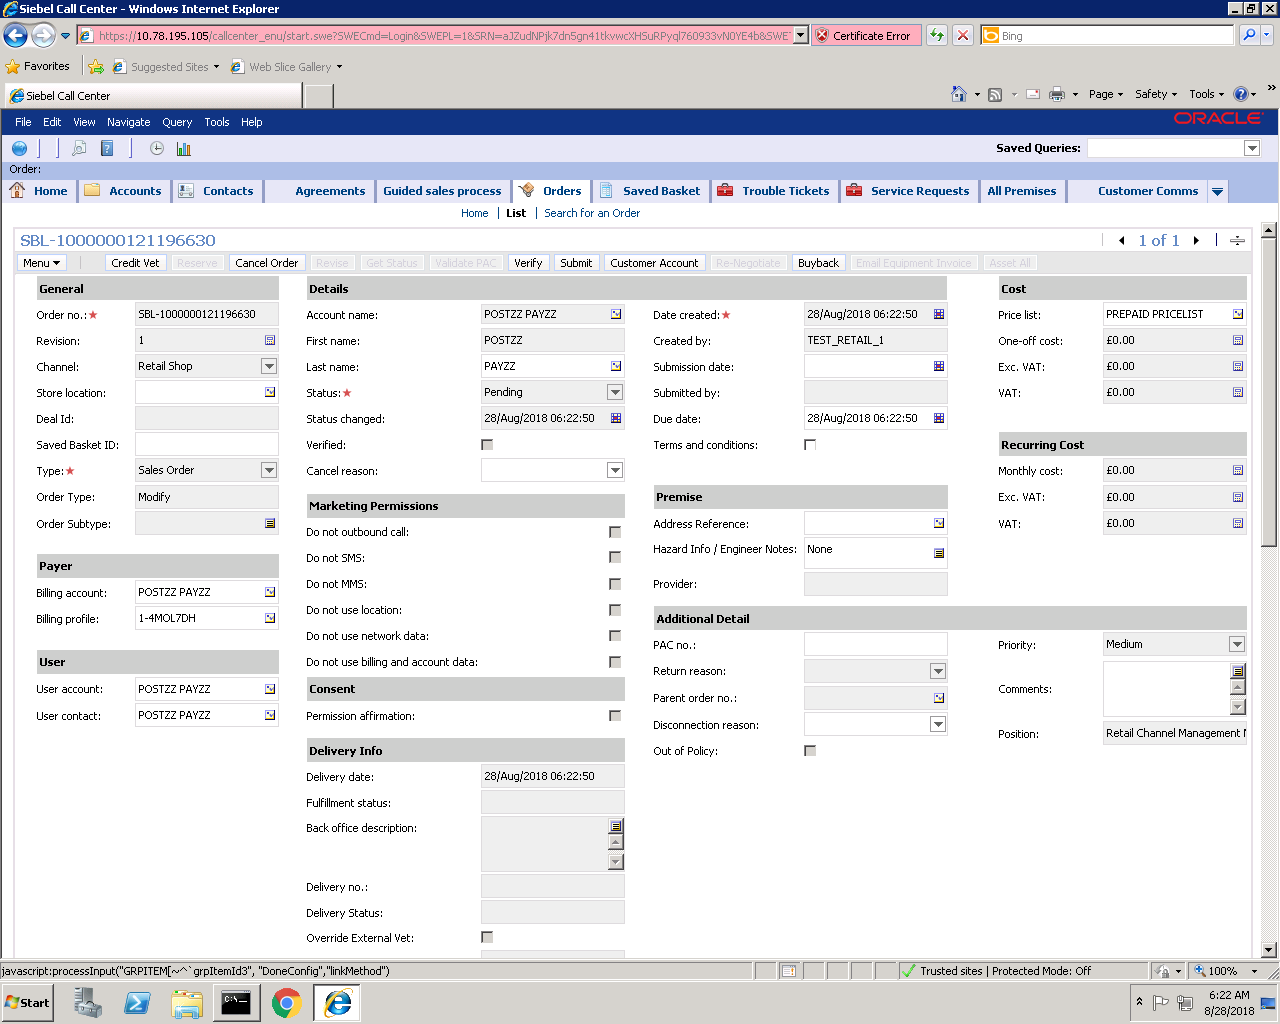 Siebel Call Center - Windows Internet Explorer
https://10.78.195.105/callcenter_enu/start.swe?SWECmd=Login&SWEPL=1&SRN=
Certificate Error
Bing
Favorites
Suggested Sites
Web Slice Gallery
Siebel Call Center
Page
Safety
Tools
File Edit View Navigate Query Tools Help
ORACLE
Saved Queries:
Order:
Home Accounts Contacts Agreements Guided sales process Orders Saved Basket Trouble Tickets Service Requests All Premises Customer Comms
Home | List | Search for an Order
SBL-1000000121196630
1 of 1
Menu Credit Vet Reserve Cancel Order Revise Get Status Validate PAC Verify Submit Customer Account Re-Negotiate Buyback Email Equipment Invoice Asset All
General
Order no.:★ SBL-1000000121196630
Revision: 1
Channel: Retail Shop
Store location:
Deal Id:
Saved Basket ID:
Type:★ Sales Order
Order Type: Modify
Order Subtype:
Payer
Billing account: POSTZZ PAYZZ
Billing profile: 1-4MOL7DH
User
User account: POSTZZ PAYZZ
User contact: POSTZZ PAYZZ
Details
Account name: POSTZZ PAYZZ
First name: POSTZZ
Last name: PAYZZ
Status:★ Pending
Status changed: 28/Aug/2018 06:22:50
Verified:
Cancel reason:
Marketing Permissions
Do not outbound call:
Do not SMS:
Do not MMS:
Do not use location:
Do not use network data:
Do not use billing and account data:
Consent
Permission affirmation:
Delivery Info
Delivery date: 28/Aug/2018 06:22:50
Fulfillment status:
Back office description:
Delivery no.:
Delivery Status:
Override External Vet:
Date created:★ 28/Aug/2018 06:22:50
Created by: TEST_RETAIL_1
Submission date:
Submitted by:
Due date: 28/Aug/2018 06:22:50
Terms and conditions:
Premise
Address Reference:
Hazard Info / Engineer Notes: None
Provider:
Additional Detail
PAC no.:
Return reason:
Parent order no.:
Disconnection reason:
Out of Policy:
Priority: Medium
Comments:
Position: Retail Channel Management
Cost
Price list: PREPAID PRICELIST
One-off cost: £0.00
Exc. VAT: £0.00
VAT: £0.00
Recurring Cost
Monthly cost: £0.00
Exc. VAT: £0.00
VAT: £0.00
javascript:processInput("GRPITEM[~^`grpItemId3", "DoneConfig","linkMethod")
Trusted sites | Protected Mode: Off
100%
Start
C:\
6:22 AM
8/28/2018